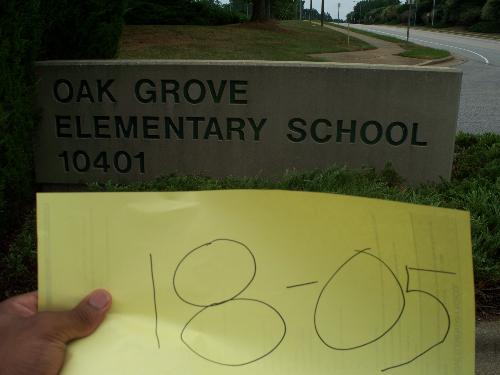 OAK GROVE
ELEMENTARY SCHOOL
10401
18-05